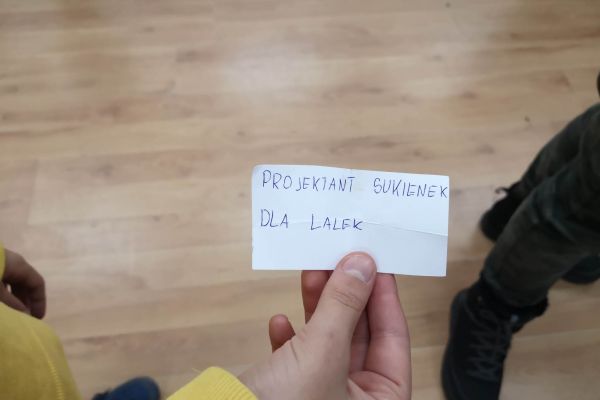 PROJEKTANT SUKIENEK
DLA LALEK